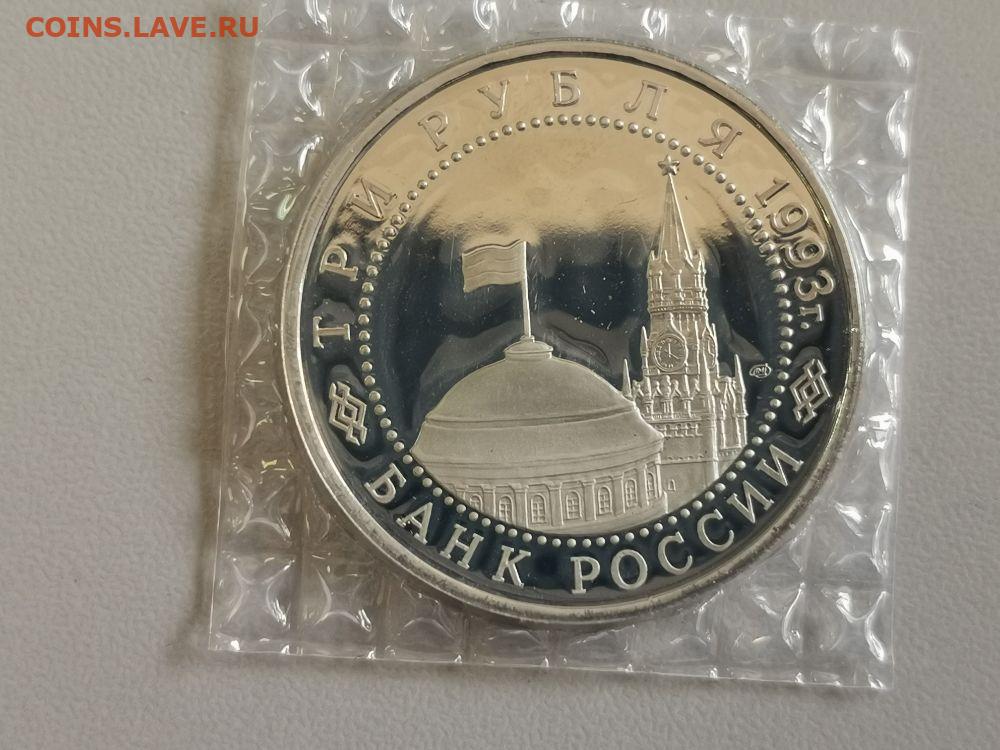 COINS.LAVE.RU
ТРИ РУБЛЯ 1993г.
БАНК РОССИИ